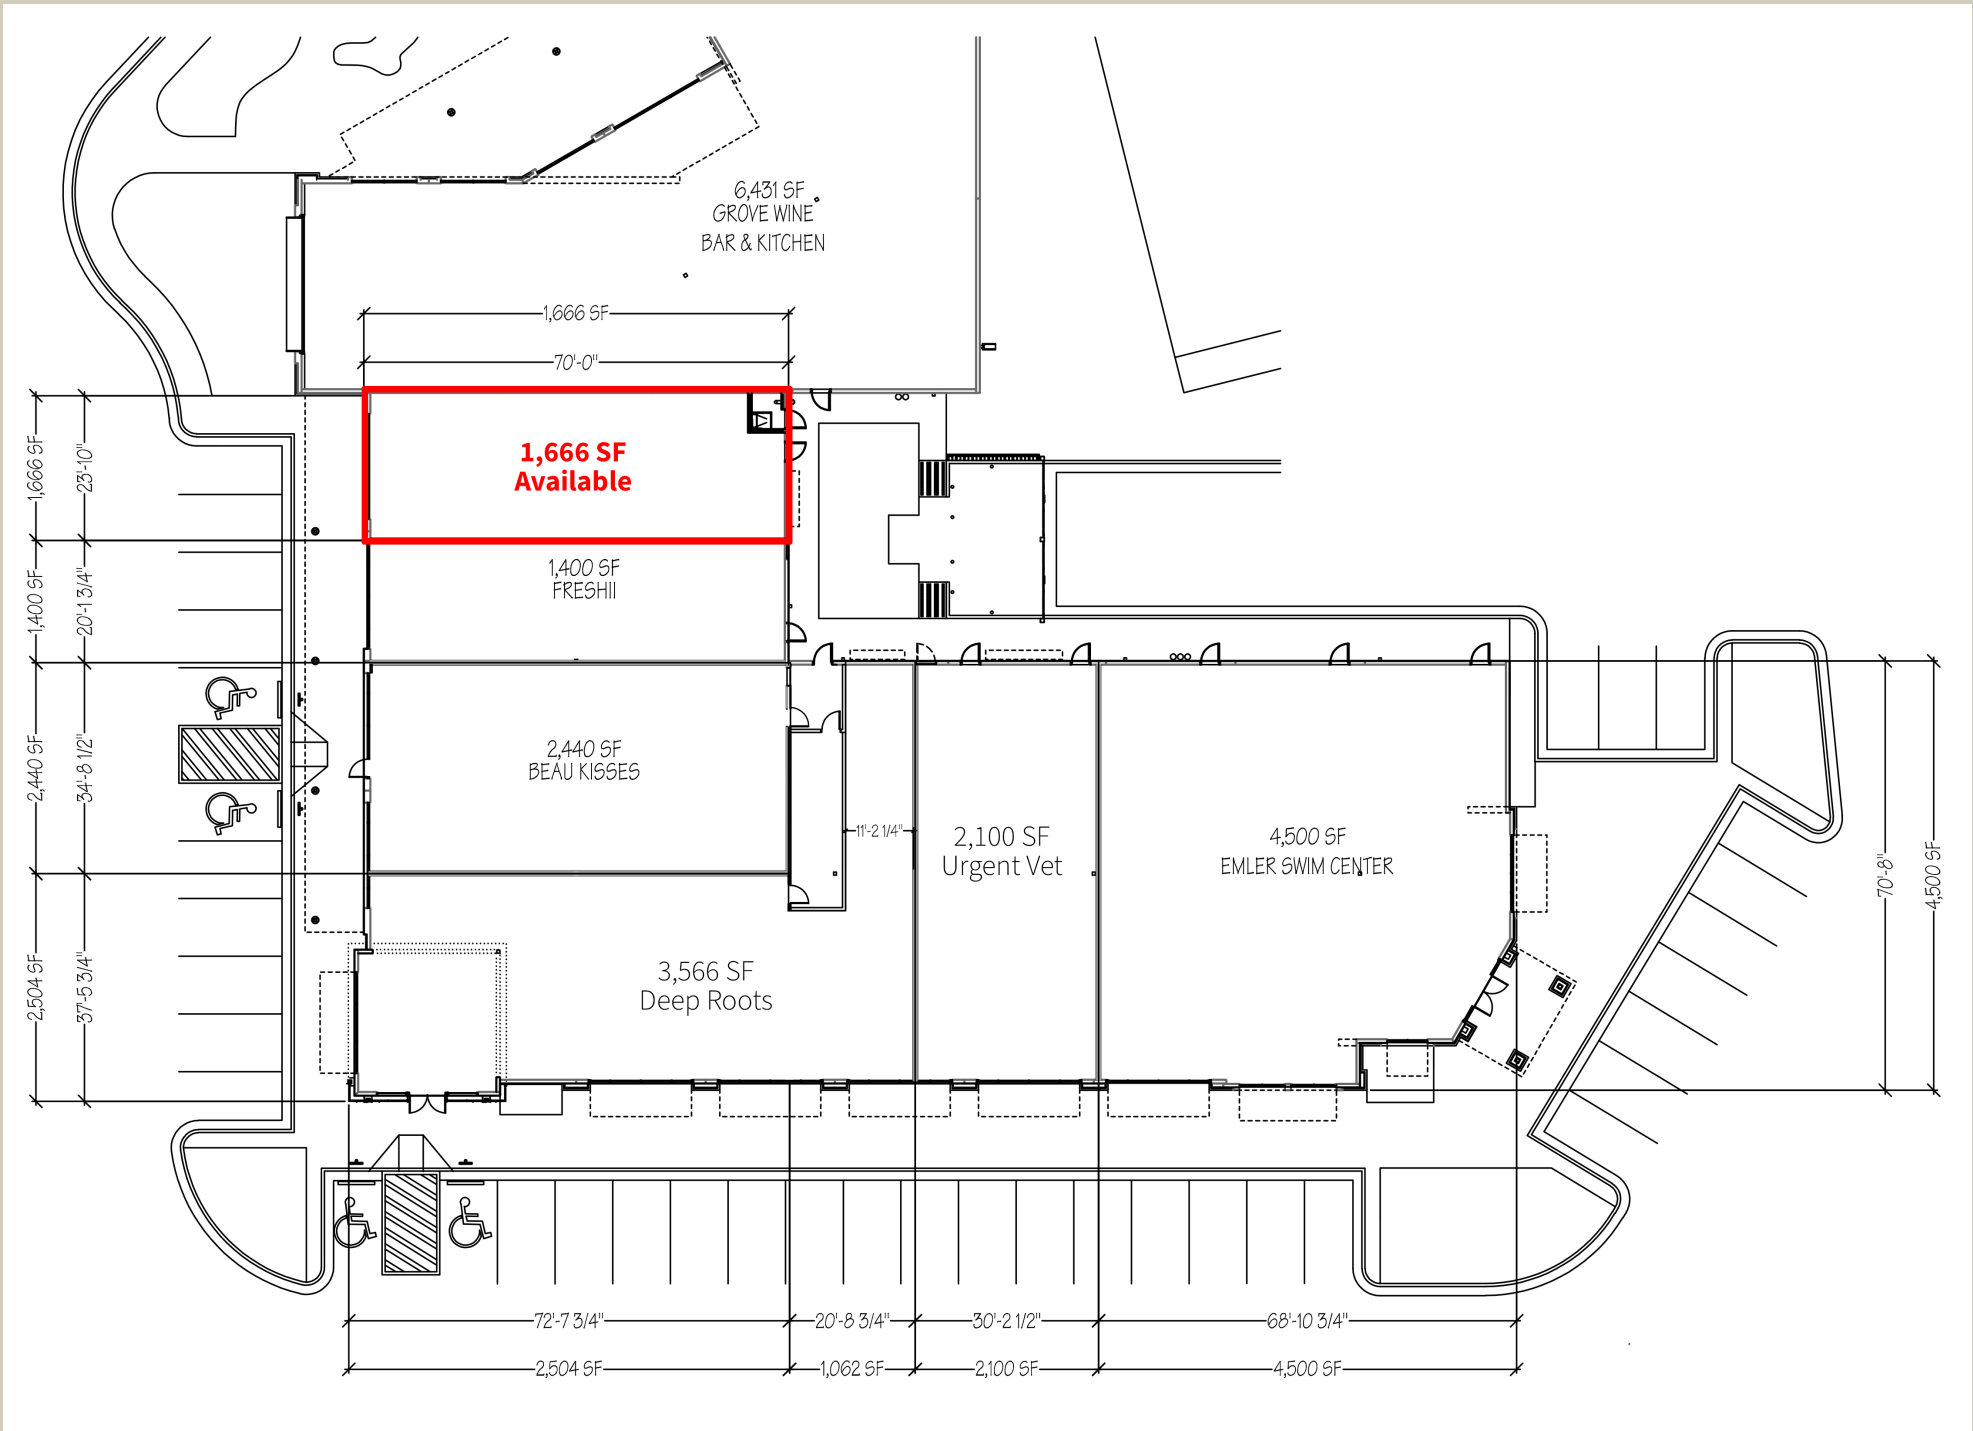 6,431 SF
GROVE WINE
BAR & KITCHEN
1,666 SF
70'-0"
1,666 SF
Available
1,666 SF
23'-10"
1,400 SF
FRESHII
1,400 SF
20'-1 3/4"
2,440 SF
BEAU KISSES
2,440 SF
34'-8 1/2"
11'-2 1/4"
2,100 SF
Urgent Vet
4,500 SF
EMLER SWIM CENTER
70'-8"
4,500 SF
3,566 SF
Deep Roots
2,504 SF
37'-5 3/4"
72'-7 3/4"
20'-8 3/4"
30'-2 1/2"
68'-10 3/4"
2,504 SF
1,062 SF
2,100 SF
4,500 SF